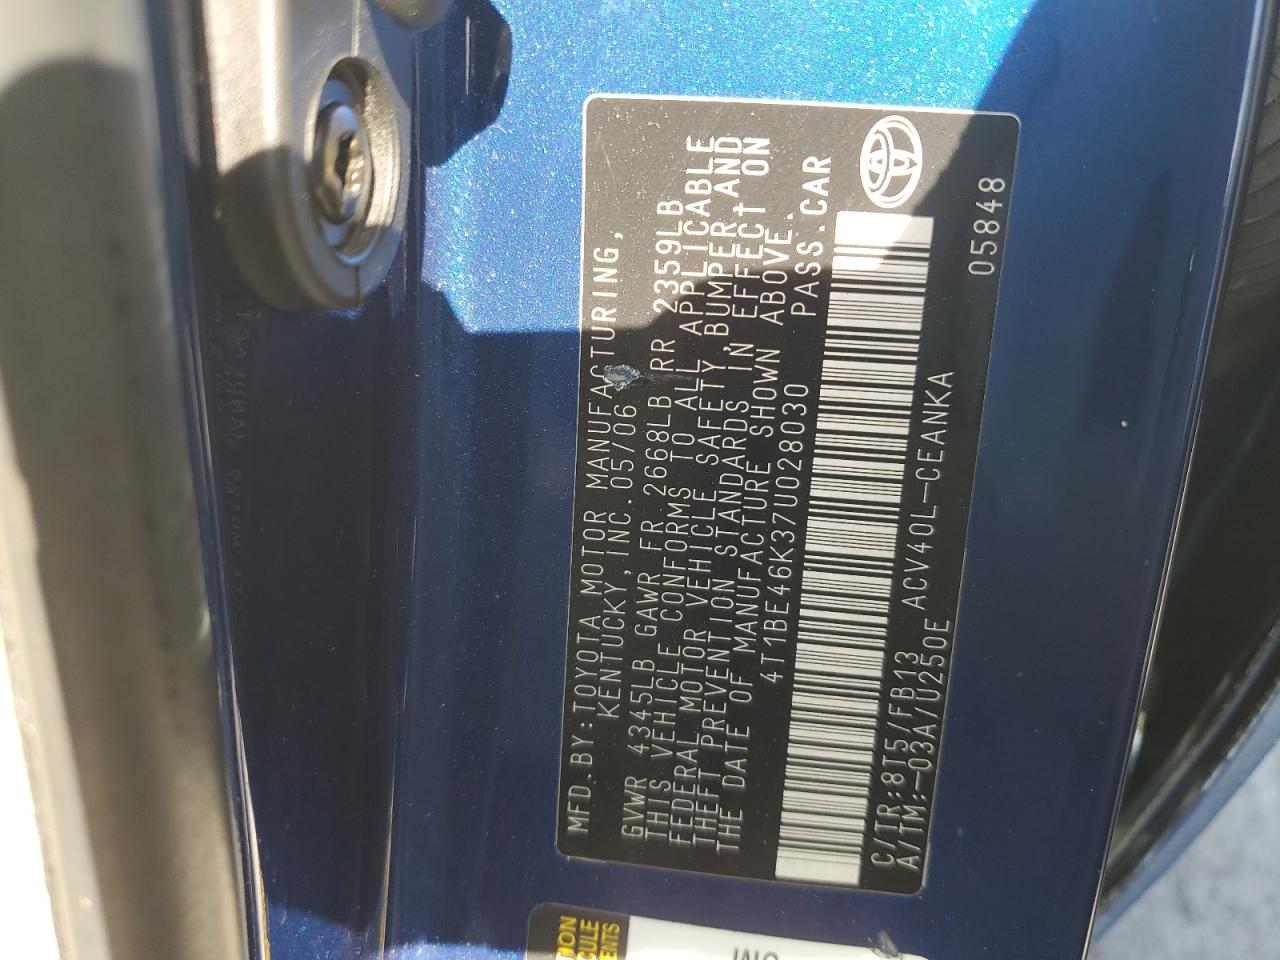 MFD.BY:TOYOTA MOTOR MANUFACTURING,
KENTUCKY,INC. 05/06
GVWR 4345LB GAWR FR 2668LB RR 2359LB
THIS VEHICLE CONFORMS TO ALL APPLICABLE
FEDERAL MOTOR VEHICLE SAFETY,BUMPER,AND
THEFT PREVENTION STANDARDS IN EFFECT ON
THE DATE OF MANUFACTURE SHOWN ABOVE.
4T1BE46K37U028030 PASS.CAR
C/TR:8T5/FB13 ACV40L-CEANKA
A/TM:-03A/U250E
05848